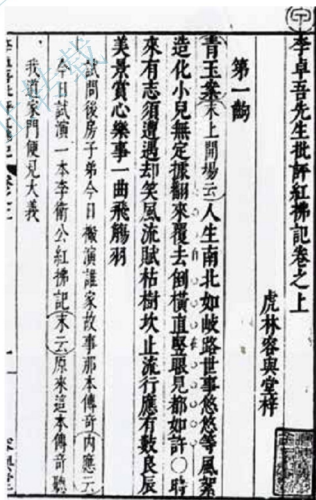 李卓吾先生批評紅拂記卷之上
虎林容與堂梓
第一齣
青玉案末上開場云人生南北如歧路世事悠悠等風絮
造化小兒無定據翻來覆去倒橫直竪眼見都如許○時
來有志須遭遇却笑風流賦枯樹坎止流行應有數良辰
美景賞心樂事一曲飛觴羽
試問後房子弟今日搬演誰家故事那本傳奇內應云
今日試演一本李衛公紅拂記末云原來這本傳奇聽
我道家門便見大義